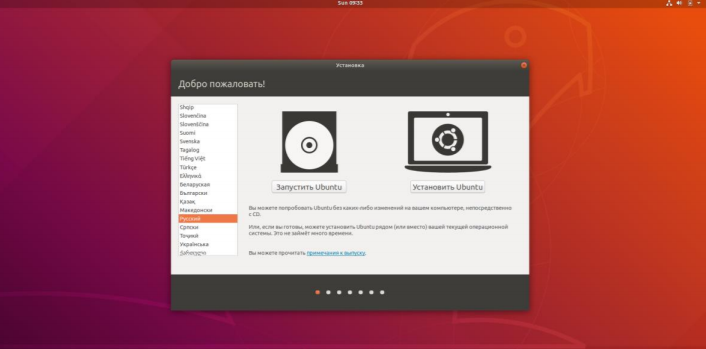 Sun 09:33
Установка
Добро пожаловать!
Shqip
Slovenčina
Slovenščina
Suomi
Svenska
Tagalog
Tiếng Việt
Türkçe
Ελληνικά
Беларуская
Български
Қазақ
Македонски
Русский
Српски
Тоҷикӣ
Українська
ქართული
Запустить Ubuntu
Установить Ubuntu
Вы можете попробовать Ubuntu без каких-либо изменений на вашем компьютере, непосредственно
с CD.
Или, если вы готовы, можете установить Ubuntu рядом (или вместо) вашей текущей операционной
системы. Это не займёт много времени.
Вы можете прочитать примечания к выпуску.